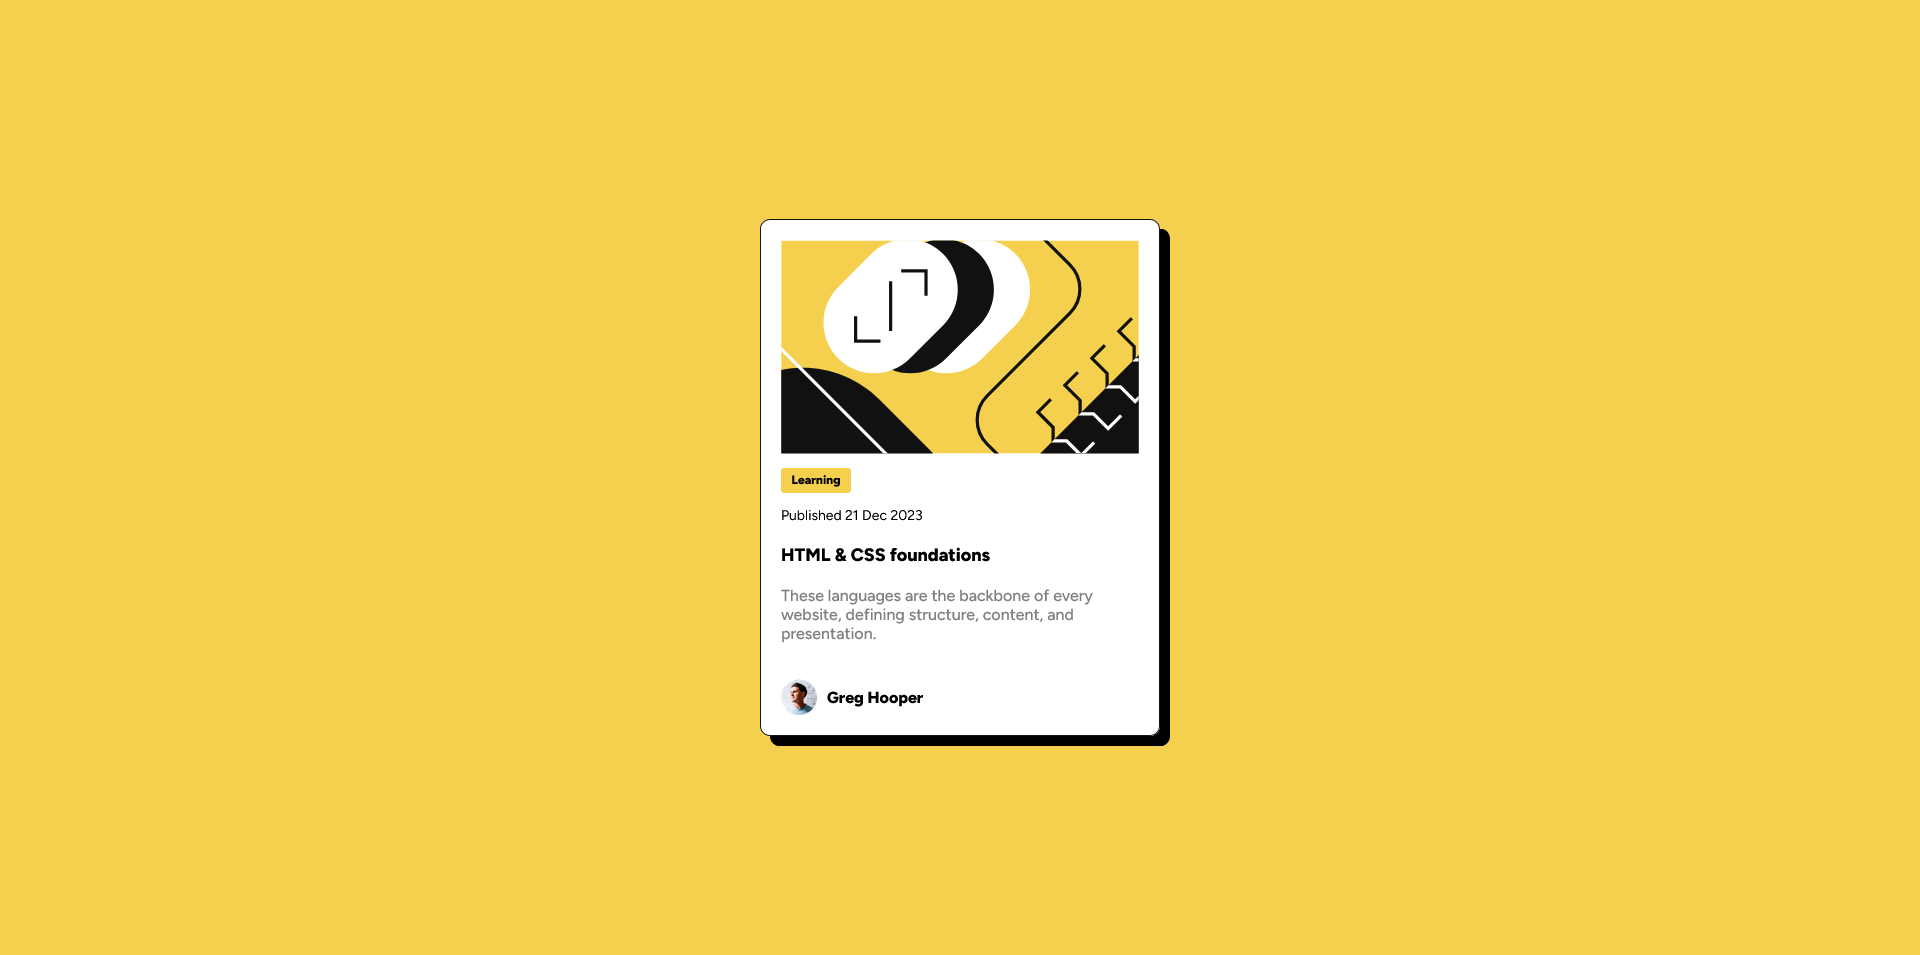 Learning
Published 21 Dec 2023
HTML & CSS foundations
These languages are the backbone of every
website, defining structure, content, and
presentation.
Greg Hooper